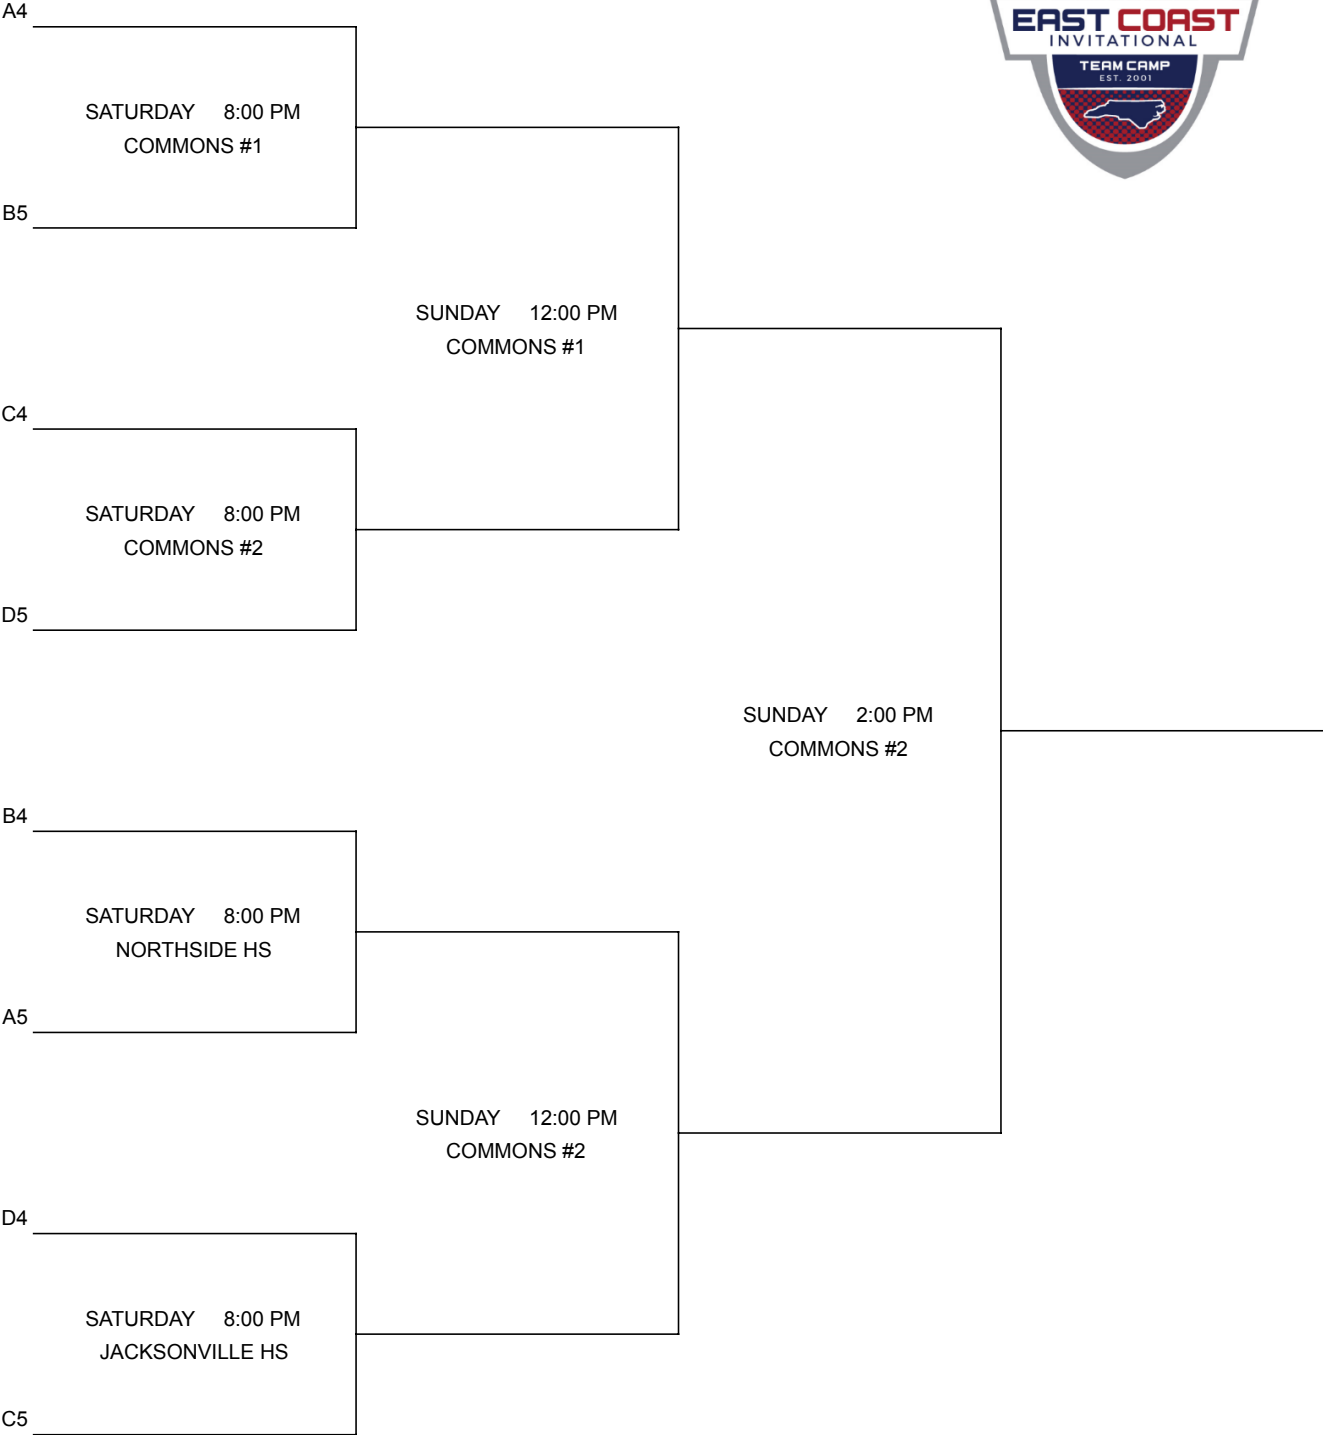 A4
EAST COAST
INVITATIONAL
TEAM CAMP
EST. 2001
SATURDAY 8:00 PM
COMMONS #1
B5
SUNDAY 12:00 PM
COMMONS #1
C4
SATURDAY 8:00 PM
COMMONS #2
D5
SUNDAY 2:00 PM
COMMONS #2
B4
SATURDAY 8:00 PM
NORTHSIDE HS
A5
SUNDAY 12:00 PM
COMMONS #2
D4
SATURDAY 8:00 PM
JACKSONVILLE HS
C5